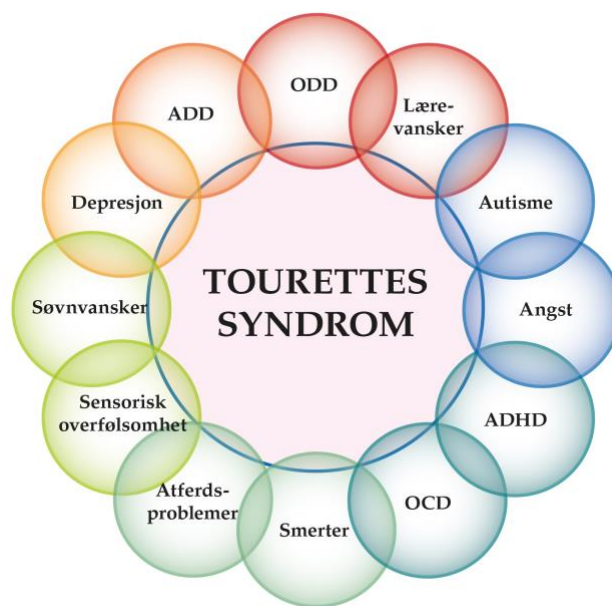 ODD
Lære-
vansker
Autisme
Angst
ADHD
OCD
Smerter
Atferds-
problemer
Sensorisk
overfølsomhet
Søvnvansker
Depresjon
ADD
TOURETTES
SYNDROM